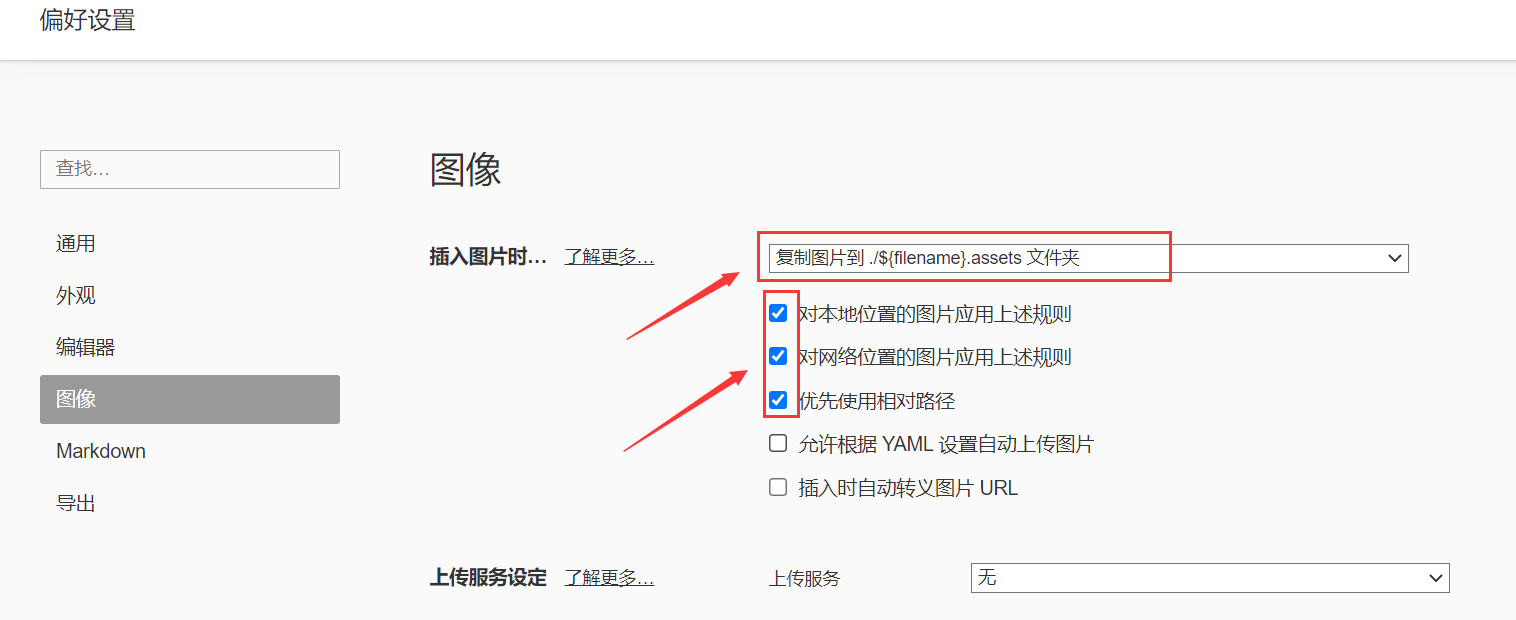 偏好设置
查找…
通用
外观
编辑器
图像
Markdown
导出
图像
插入图片时… 了解更多… 复制图片到 ./${filename}.assets 文件夹
对本地位置的图片应用上述规则
对网络位置的图片应用上述规则
优先使用相对路径
允许根据 YAML 设置自动上传图片
插入时自动转义图片 URL
上传服务设定 了解更多… 上传服务 无